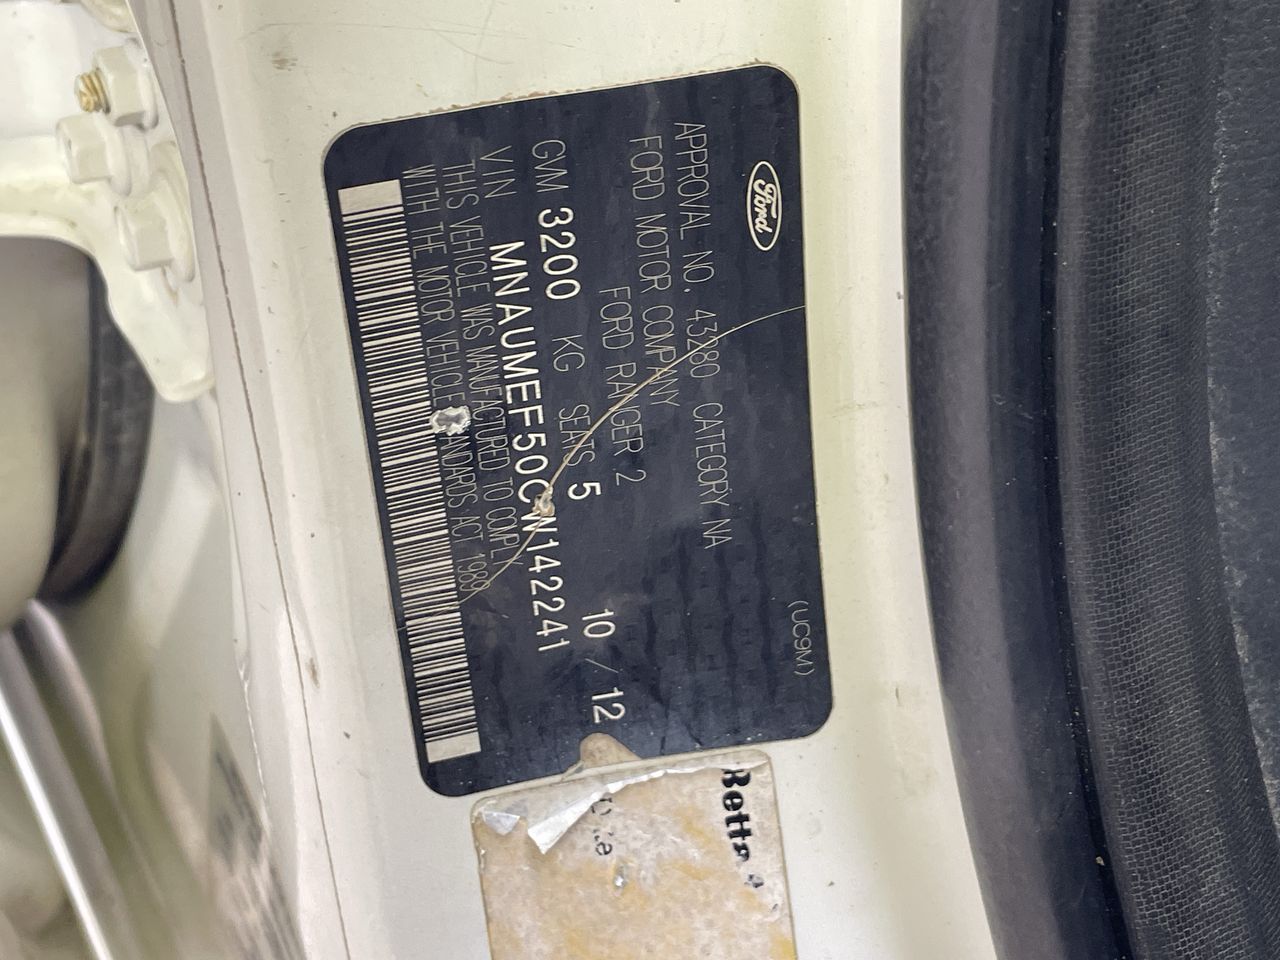 Ford
(UC9M)
APPROVAL NO. 43280 CATEGORY NA
FORD MOTOR COMPANY
FORD RANGER 2
10 / 12
GVM 3200 KG SEATS 5
VIN MNAUMEF50CW142241
THIS VEHICLE WAS MANUFACTURED TO COMPLY
WITH THE MOTOR VEHICLE STANDARDS ACT 1989
Betts